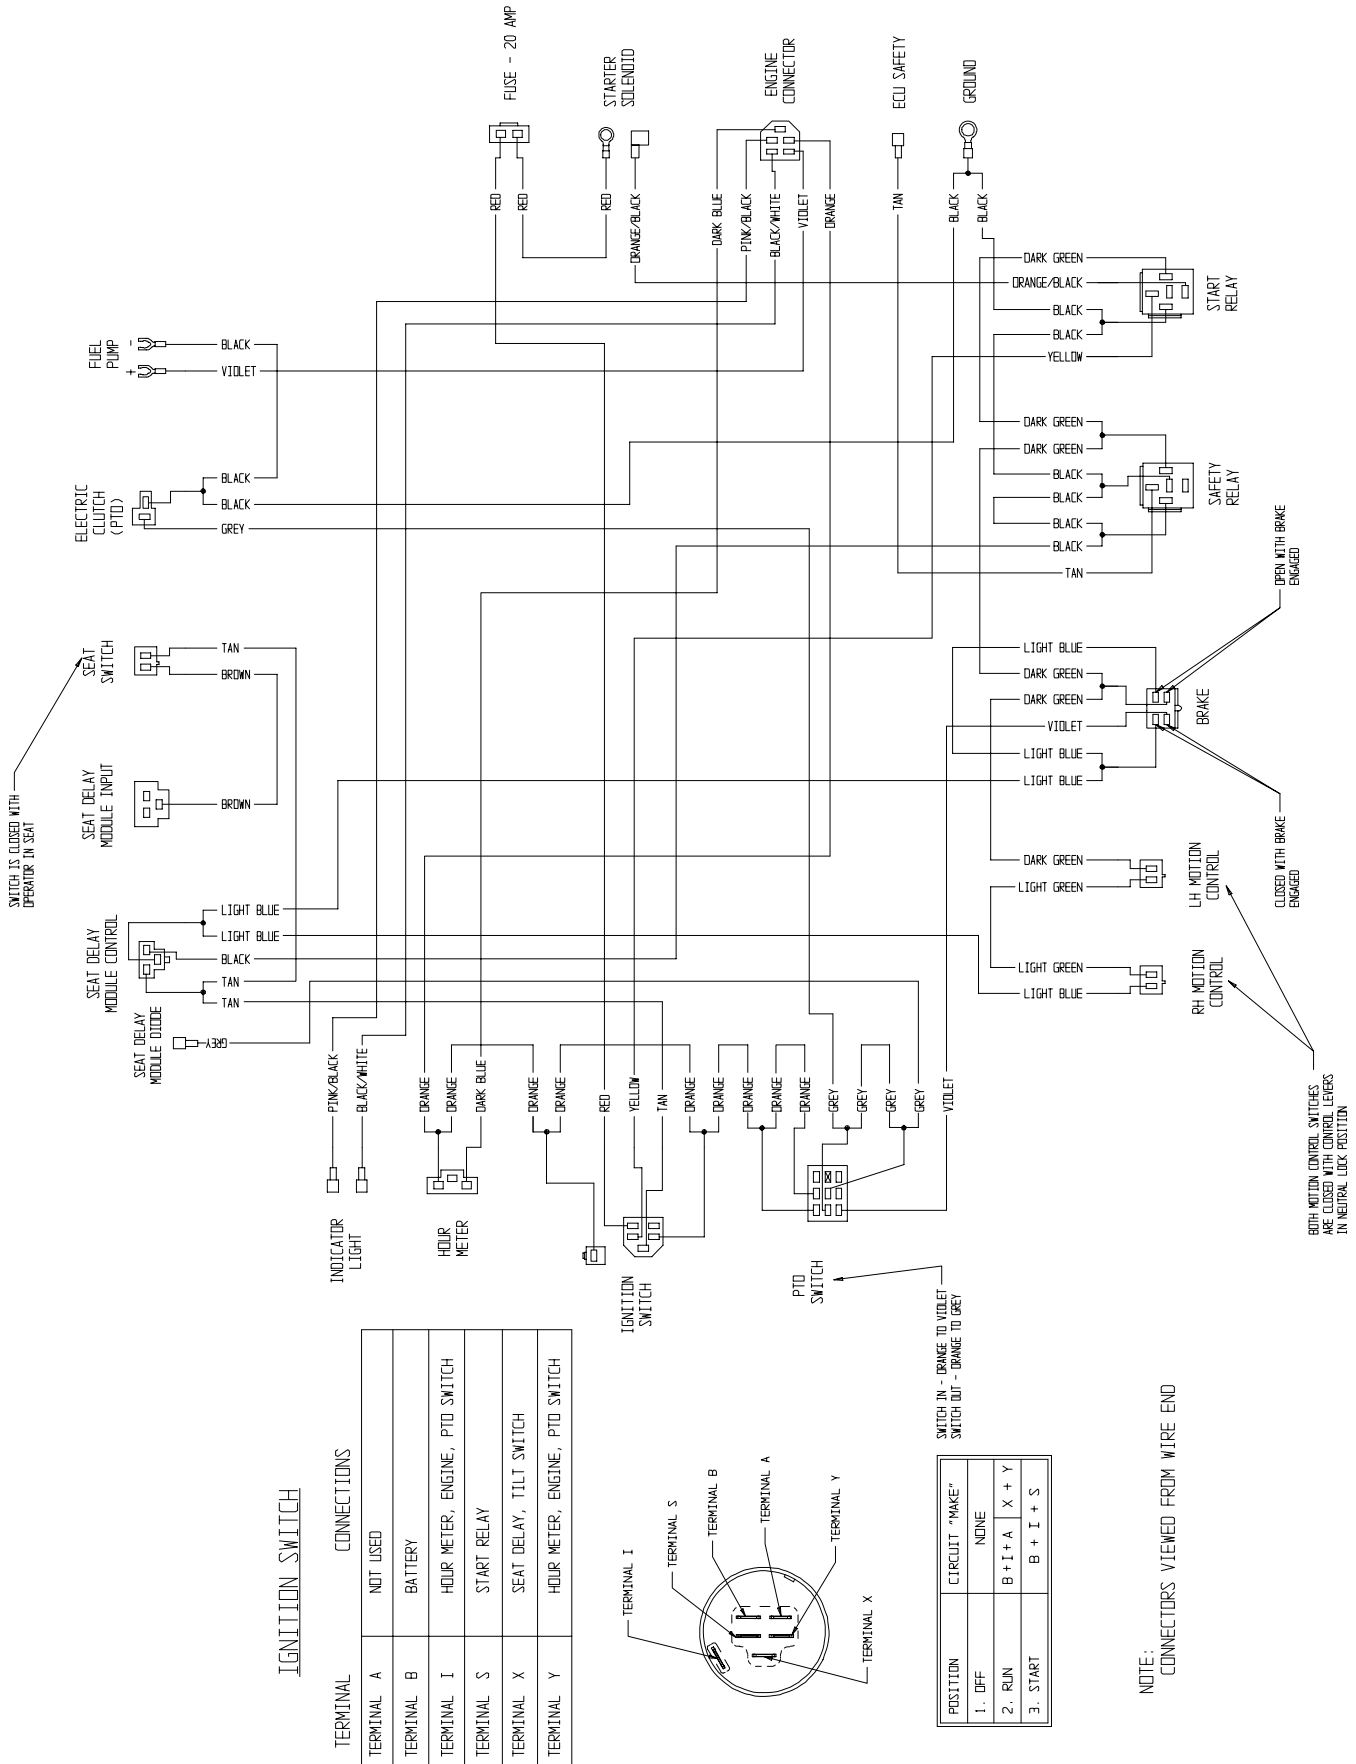 IGNITION SWITCH
TERMINAL CONNECTIONS
TERMINAL A NOT USED
TERMINAL B BATTERY
TERMINAL I HOUR METER, ENGINE, PTO SWITCH
TERMINAL S START RELAY
TERMINAL X SEAT DELAY, TILT SWITCH
TERMINAL Y HOUR METER, ENGINE, PTO SWITCH
TERMINAL I
TERMINAL S
TERMINAL B
TERMINAL A
TERMINAL Y
TERMINAL X
POSITION CIRCUIT "MAKE"
1. OFF NONE
2. RUN B + I + A X + Y
3. START B + I + S
NOTE:
CONNECTORS VIEWED FROM WIRE END
SWITCH IS CLOSED WITH
OPERATOR IN SEAT
SEAT DELAY
MODULE DIODE
GREY
SEAT DELAY
MODULE CONTROL
LIGHT BLUE
LIGHT BLUE
BLACK
TAN
TAN
SEAT DELAY
MODULE INPUT
BROWN
SEAT
SWITCH
TAN
BROWN
ELECTRIC
CLUTCH
(PTO)
BLACK
BLACK
GREY
FUEL
PUMP
-
+
BLACK
VIOLET
INDICATOR
LIGHT
PINK/BLACK
BLACK/WHITE
HOUR
METER
ORANGE
ORANGE
DARK BLUE
ORANGE
ORANGE
IGNITION
SWITCH
RED
YELLOW
TAN
ORANGE
ORANGE
PTO
SWITCH
ORANGE
ORANGE
ORANGE
GREY
GREY
GREY
GREY
VIOLET
SWITCH IN - ORANGE TO VIOLET
SWITCH OUT - ORANGE TO GREY
FUSE - 20 AMP
RED
RED
STARTER
SOLENOID
RED
ORANGE/BLACK
ENGINE
CONNECTOR
DARK BLUE
PINK/BLACK
BLACK/WHITE
VIOLET
ORANGE
ECU SAFETY
TAN
GROUND
BLACK
BLACK
RH MOTION
CONTROL
LIGHT GREEN
LIGHT BLUE
LH MOTION
CONTROL
DARK GREEN
LIGHT GREEN
BRAKE
LIGHT BLUE
DARK GREEN
DARK GREEN
VIOLET
LIGHT BLUE
LIGHT BLUE
SAFETY
RELAY
DARK GREEN
DARK GREEN
BLACK
BLACK
BLACK
BLACK
TAN
START
RELAY
DARK GREEN
ORANGE/BLACK
BLACK
BLACK
YELLOW
BOTH MOTION CONTROL SWITCHES
ARE CLOSED WITH CONTROL LEVERS
IN NEUTRAL LOCK POSITION
CLOSED WITH BRAKE
ENGAGED
OPEN WITH BRAKE
ENGAGED